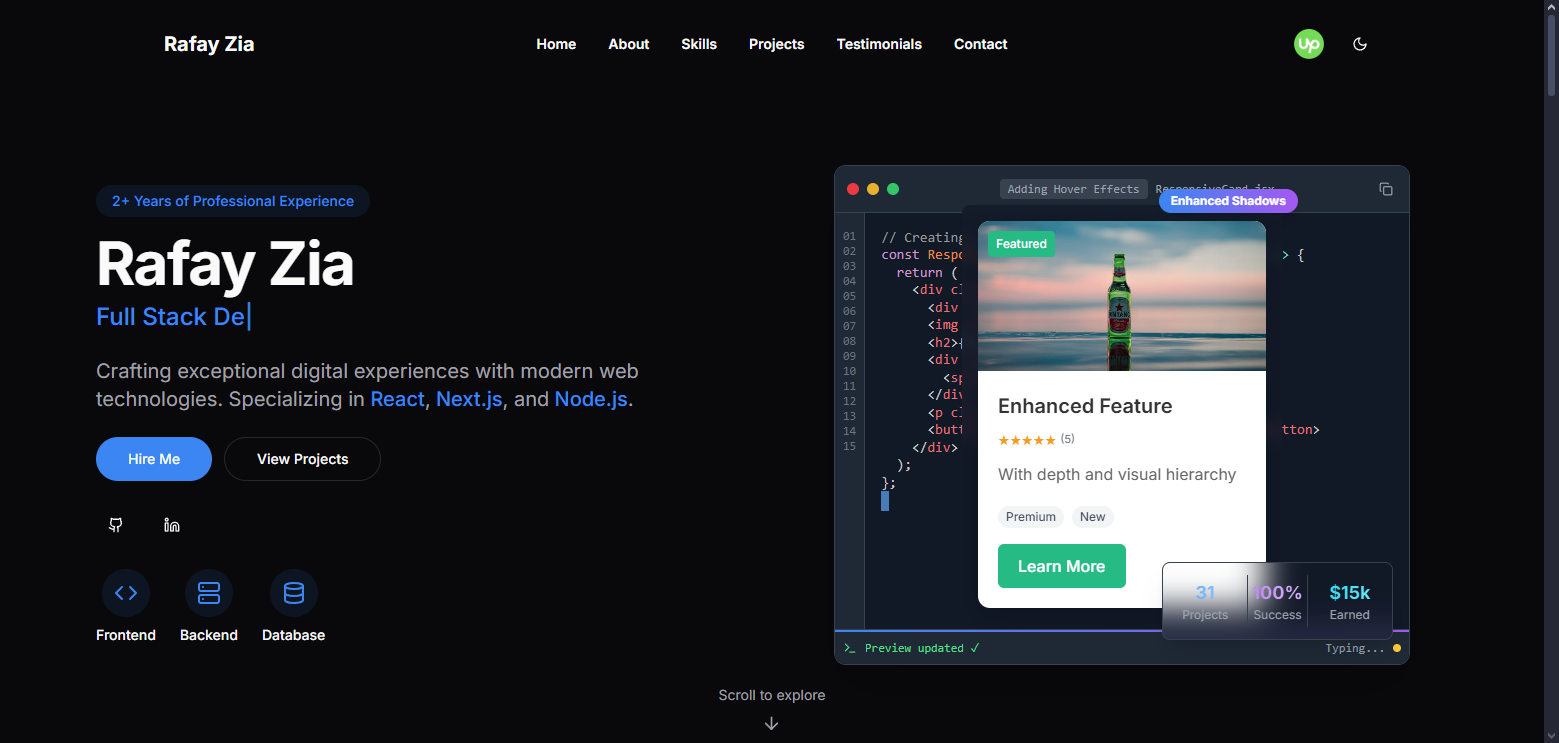 Rafay Zia
Home About Skills Projects Testimonials Contact
Up
2+ Years of Professional Experience
Rafay Zia
Full Stack De|
Crafting exceptional digital experiences with modern web
technologies. Specializing in React, Next.js, and Node.js.
Hire Me
View Projects
Frontend Backend Database
Adding Hover Effects ResponsiveCard.jsx
Enhanced Shadows
01
02
03
04
05
06
07
08
09
10
11
12
13
14
15
// Creating
const Respo > {
return (
<div cl
<div
<img
<h2>{
<div
<sp
</div
<p cl
<butt tton>
</div>
);
};
Featured
BINTANG
Enhanced Feature
★★★★★ (5)
With depth and visual hierarchy
Premium New
Learn More
31 100% $15k
Projects Success Earned
>_ Preview updated ✓ Typing...
Scroll to explore